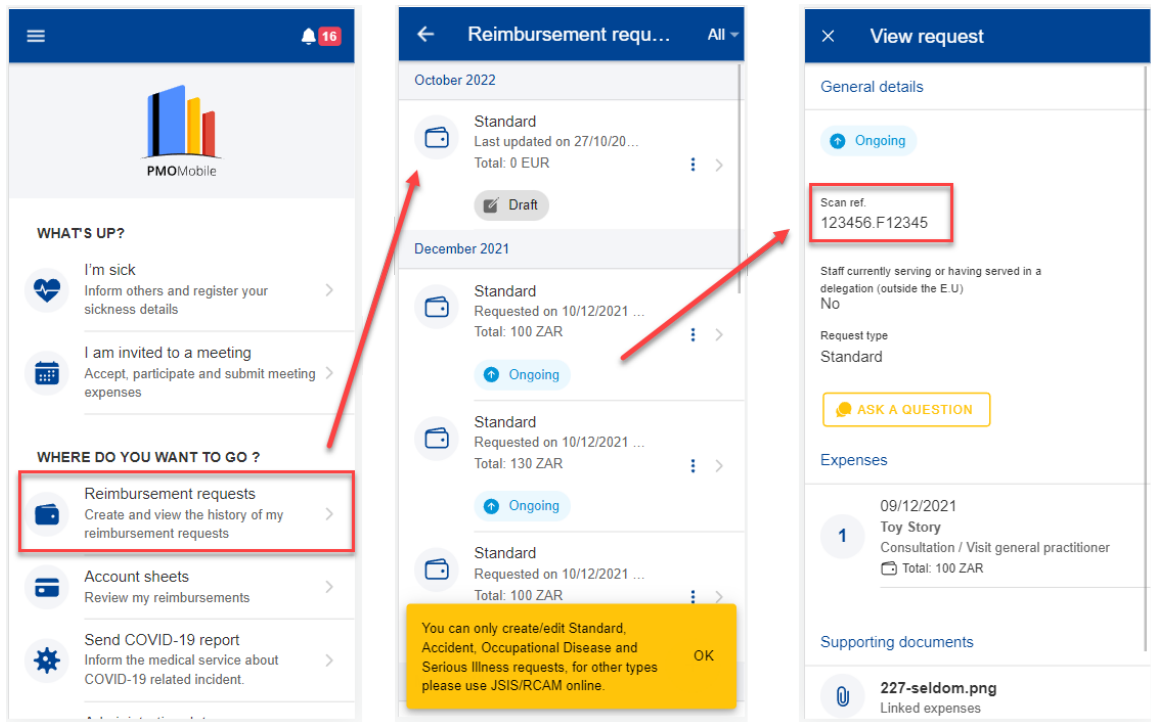 16
PMOMobile
WHAT'S UP?
I'm sick
Inform others and register your
sickness details
I am invited to a meeting
Accept, participate and submit meeting
expenses
WHERE DO YOU WANT TO GO ?
Reimbursement requests
Create and view the history of my
reimbursement requests
Account sheets
Review my reimbursements
Send COVID-19 report
Inform the medical service about
COVID-19 related incident.
Reimbursement requ... All
October 2022
Standard
Last updated on 27/10/20...
Total: 0 EUR
Draft
December 2021
Standard
Requested on 10/12/2021 ...
Total: 100 ZAR
Ongoing
Standard
Requested on 10/12/2021 ...
Total: 130 ZAR
Ongoing
Standard
Requested on 10/12/2021 ...
Total: 100 ZAR
You can only create/edit Standard,
Accident, Occupational Disease and
Serious Illness requests, for other types
please use JSIS/RCAM online.
OK
View request
General details
Ongoing
Scan ref.
123456.F12345
Staff currently serving or having served in a
delegation (outside the E.U)
No
Request type
Standard
ASK A QUESTION
Expenses
1
09/12/2021
Toy Story
Consultation / Visit general practitioner
Total: 100 ZAR
Supporting documents
227-seldom.png
Linked expenses